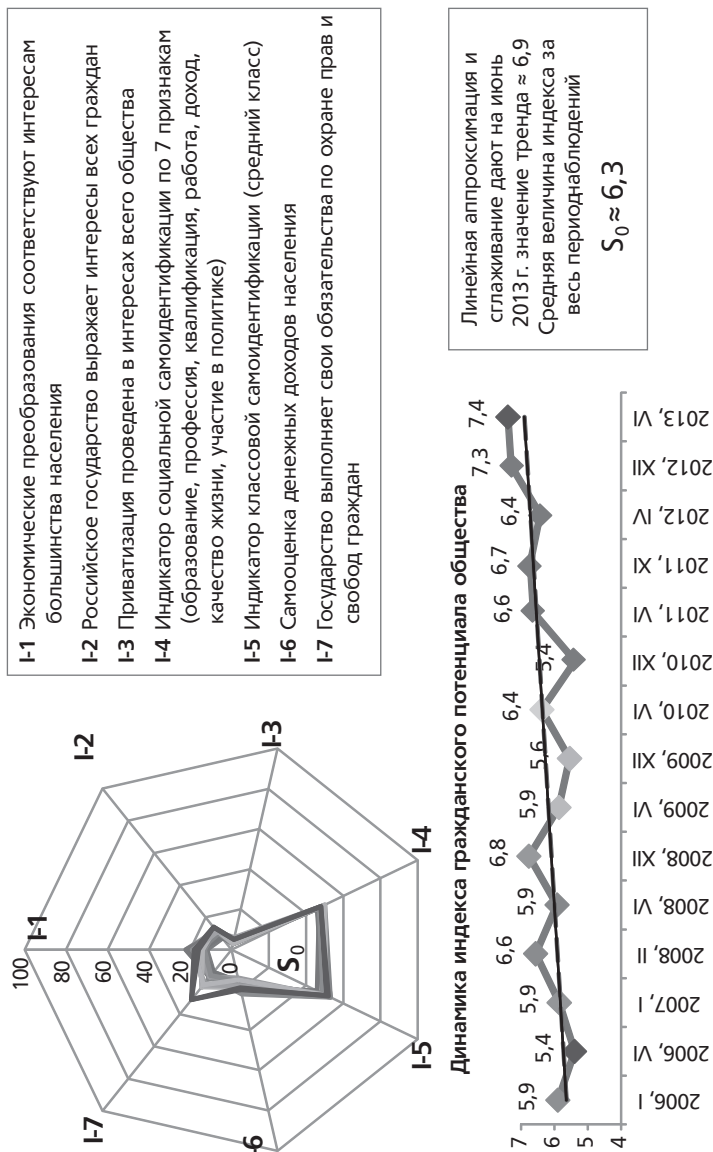 I-1
I-2
I-3
I-4
I-5
-6
I-7
100
80
60
40
20
0
S₀
I-1 Экономические преобразования соответствуют интересам
большинства населения
I-2 Российское государство выражает интересы всех граждан
I-3 Приватизация проведена в интересах всего общества
I-4 Индикатор социальной самоидентификации по 7 признакам
(образование, профессия, квалификация, работа, доход,
качество жизни, участие в политике)
I-5 Индикатор классовой самоидентификации (средний класс)
I-6 Самооценка денежных доходов населения
I-7 Государство выполняет свои обязательства по охране прав и
свобод граждан
Динамика индекса гражданского потенциала общества
7
6
5
4
5,9
5,4
5,9
6,6
5,9
6,8
5,9
5,6
6,4
5,4
6,6
6,7
6,4
7,3
7,4
2006, I
2006, VI
2007, I
2008, II
2008, VI
2008, XII
2009, VI
2009, XII
2010, VI
2010, XII
2011, VI
2011, XI
2012, IV
2012, XII
2013, VI
Линейная аппроксимация и
сглаживание дают на июнь
2013 г. значение тренда ≈ 6,9
Средняя величина индекса за
весь периоднаблюдений
S₀ ≈ 6,3